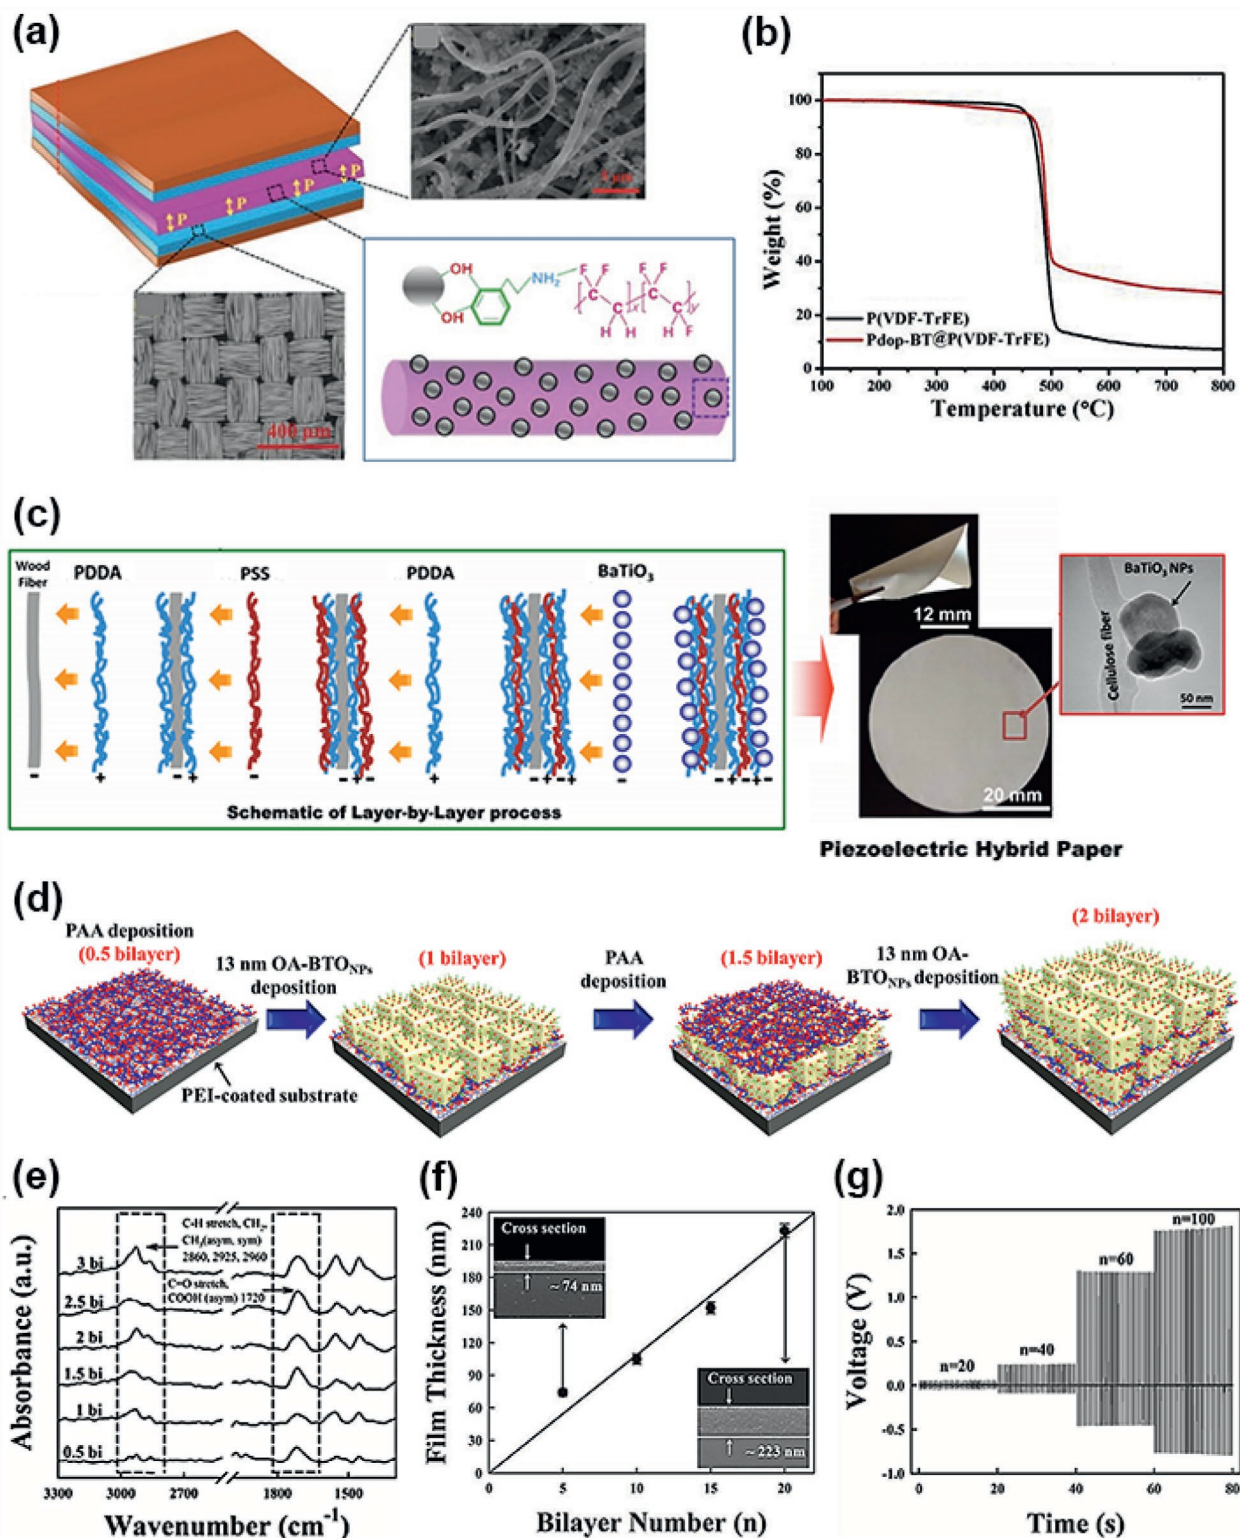 (a)
P
P
P
P
5 μm
400 μm
OH
OH
NH2
F
F
F
F
C
C
C
C
x
y
H
H
H
F
(b)
100
80
60
40
20
0
Weight (%)
P(VDF-TrFE)
Pdop-BT@P(VDF-TrFE)
100 200 300 400 500 600 700 800
Temperature (°C)
(c)
Wood Fiber
PDDA
PSS
PDDA
BaTiO3
- + - + - - + - + - + - + - - + - + -
Schematic of Layer-by-Layer process
12 mm
20 mm
BaTiO3 NPs
Cellulose fiber
50 nm
Piezoelectric Hybrid Paper
(d)
PAA deposition
(0.5 bilayer)
13 nm OA-BTONPs
deposition
(1 bilayer)
PAA
deposition
(1.5 bilayer)
13 nm OA-
BTONPs deposition
(2 bilayer)
PEI-coated substrate
(e)
Absorbance (a.u.)
C-H stretch, CH2,
CH3(asym, sym)
2860, 2925, 2960
3 bi
C=O stretch,
COOH (asym) 1720
2.5 bi
2 bi
1.5 bi
1 bi
0.5 bi
3300 3000 2700 1800 1500
Wavenumber (cm-1)
(f)
Film Thickness (nm)
240
210
180
150
120
90
60
30
0
Cross section
~ 74 nm
Cross section
~ 223 nm
0 5 10 15 20
Bilayer Number (n)
(g)
Voltage (V)
2.0
1.5
1.0
0.5
0.0
-0.5
-1.0
n=20
n=40
n=60
n=100
0 20 40 60 80
Time (s)